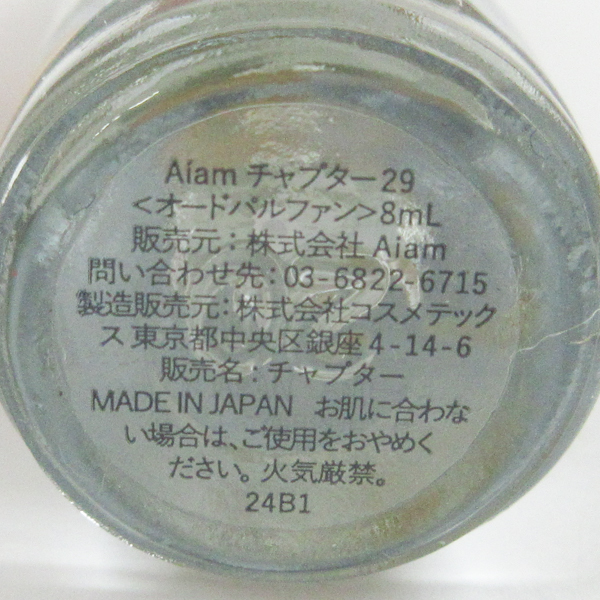 Aiam チャプター29
<オードパルファン>8mL
販売元：株式会社 Aiam
問い合わせ先：03-6822-6715
製造販売元：株式会社コスメテック
ス 東京都中央区銀座 4-14-6
販売名：チャプター
MADE IN JAPAN お肌に合わな
い場合は、ご使用をおやめく
ださい。火気厳禁。
24B1